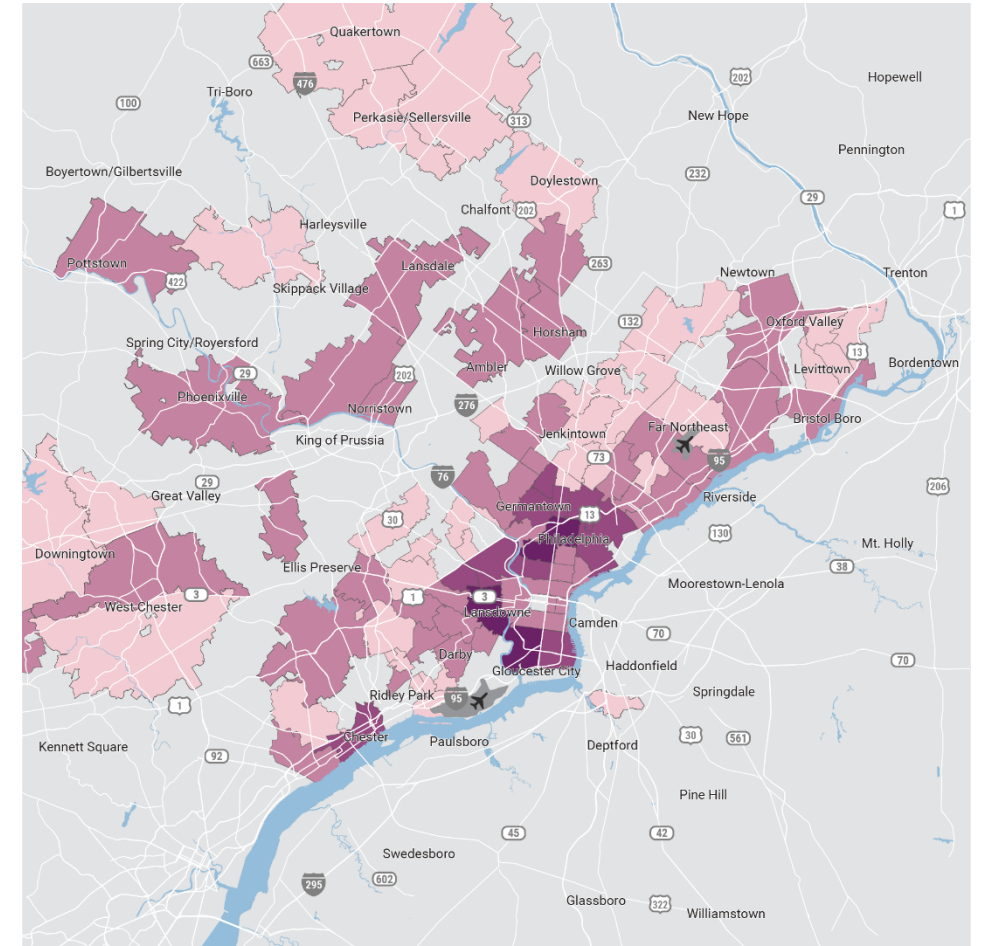 Quakertown
663
476
202
Hopewell
Tri-Boro
100
Perkasie/Sellersville
313
New Hope
Pennington
Boyertown/Gilbertsville
Doylestown
232
29
Chalfont
202
1
Harleysville
Pottstown
Lansdale
263
Newtown
Trenton
422
Skippack Village
132
Oxford Valley
Horsham
Spring City/Royersford
13
Bordentown
29
202
Ambler
Willow Grove
Levittown
Phoenixville
Norristown
276
Bristol Boro
King of Prussia
Jenkintown
Far Northeast
73
95
29
76
206
Great Valley
Germantown
Riverside
30
13
130
Downingtown
Philadelphia
Mt. Holly
Ellis Preserve
38
Moorestown-Lenola
3
1
3
West Chester
Lansdowne
Camden
70
Darby
70
Gloucester City
Haddonfield
Ridley Park
95
Springdale
1
Chester
Paulsboro
Deptford
30
561
Kennett Square
92
Pine Hill
45
42
Swedesboro
602
295
Glassboro
322
Williamstown